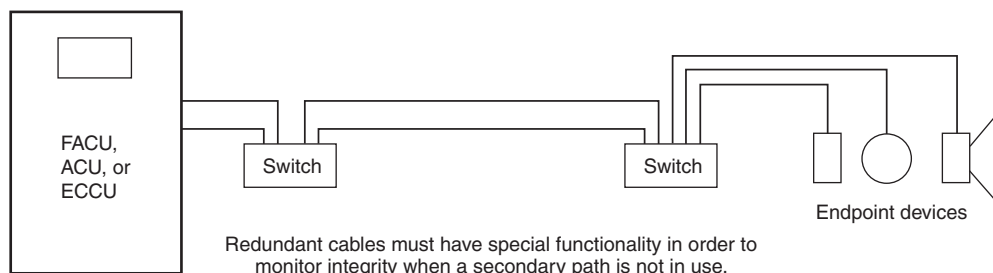 FACU,
ACU, or
ECCU
Switch
Switch
Endpoint devices
Redundant cables must have special functionality in order to
monitor integrity when a secondary path is not in use.